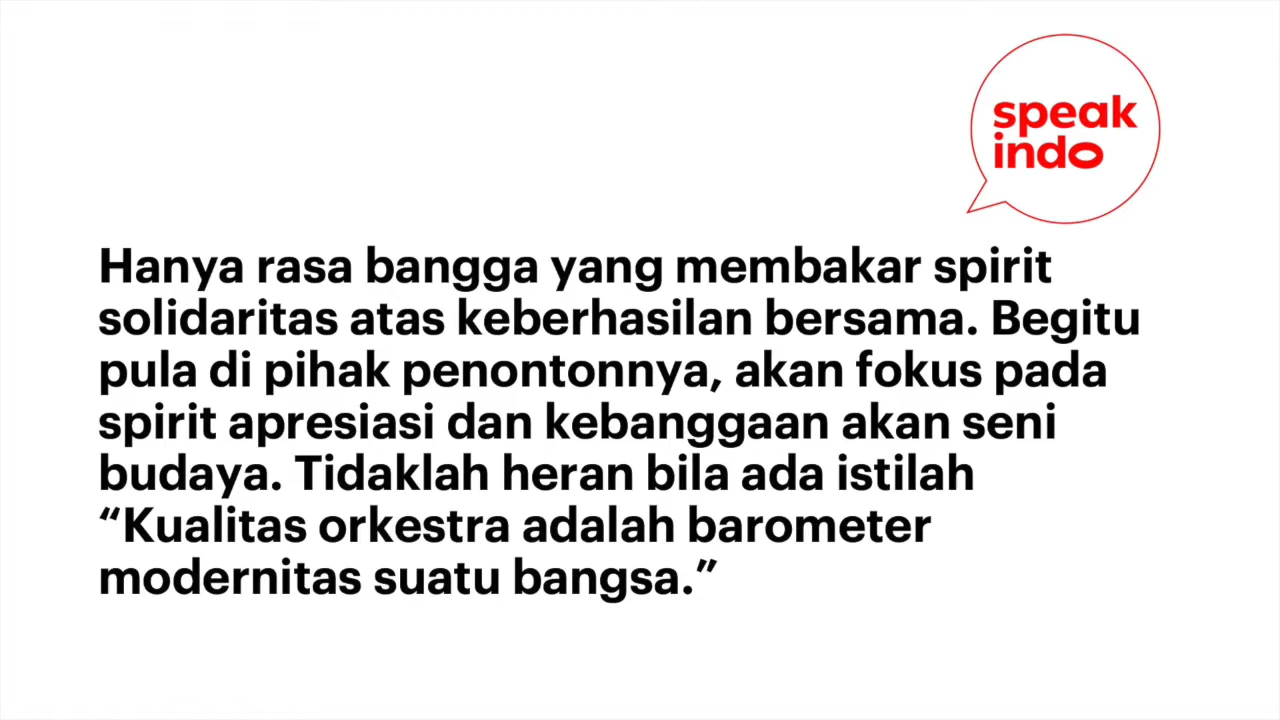 speak
indo
Hanya rasa bangga yang membakar spirit
solidaritas atas keberhasilan bersama. Begitu
pula di pihak penontonnya, akan fokus pada
spirit apresiasi dan kebanggaan akan seni
budaya. Tidaklah heran bila ada istilah
“Kualitas orkestra adalah barometer
modernitas suatu bangsa.”